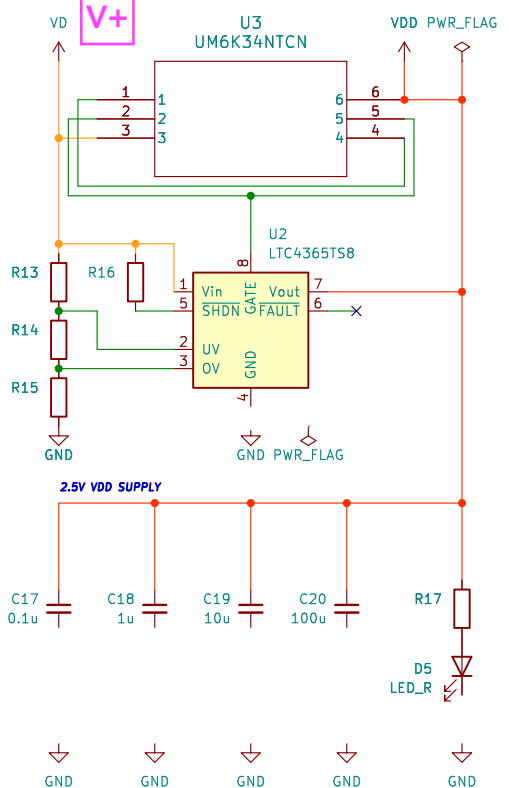 VD
V+
U3
UM6K34NTCN
VDD PWR_FLAG
1 1 6 6
2 2 5 5
3 3 4 4
U2
LTC4365TS8
8
R13 R16
1 Vin GATE Vout 7
5 SHDN FAULT 6
R14
2 UV
3 OV
GND
R15
4
GND GND PWR_FLAG
2.5V VDD SUPPLY
C17 C18 C19 C20 R17
0.1u 1u 10u 100u
D5
LED_R
GND GND GND GND GND